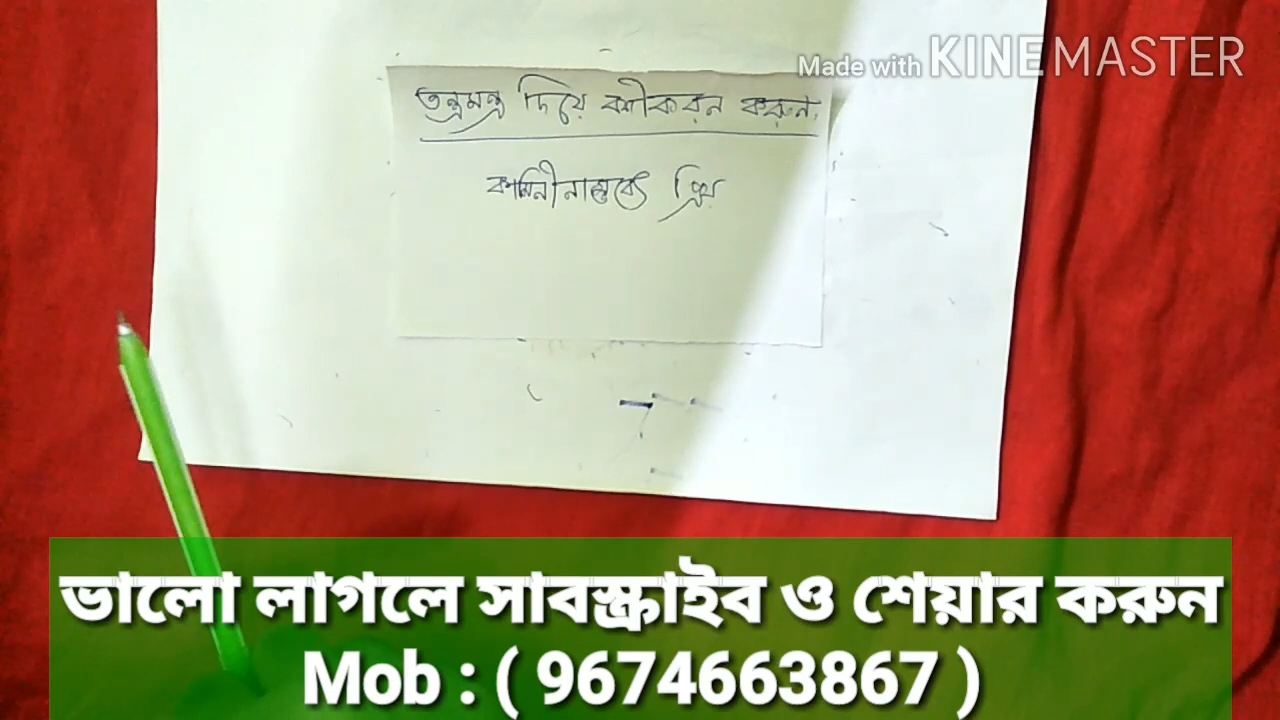 Made with KINEMASTER
তন্ত্রমন্ত্র দিয়ে বশীকরন করুন
ভালো লাগলে সাবস্ক্রাইব ও শেয়ার করুন
Mob : ( 9674663867 )